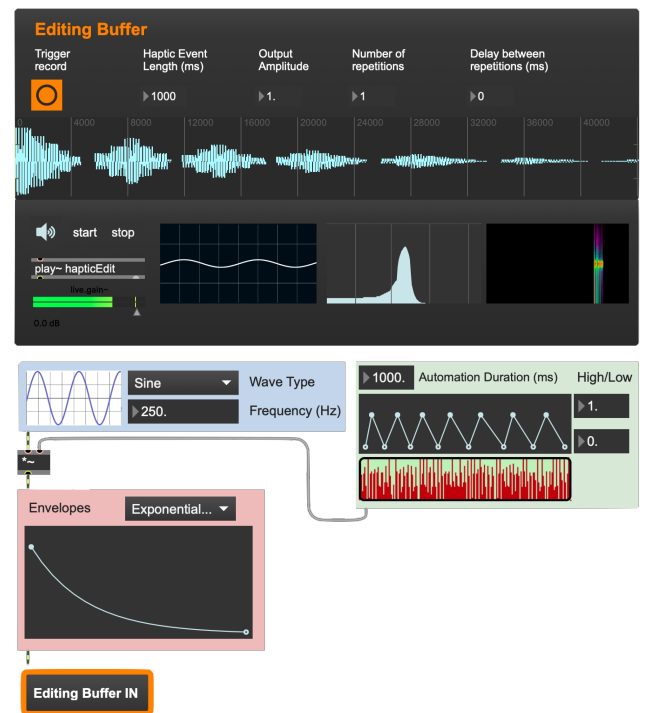 Editing Buffer
Trigger record
Haptic Event Length (ms)
Output Amplitude
Number of repetitions
Delay between repetitions (ms)
1000
1.
1
0
0 4000 8000 12000 16000 20000 24000 28000 32000 36000 40000
start stop
play~ hapticEdit
live.gain~
0.0 dB
Sine
Wave Type
250.
Frequency (Hz)
*~
1000.
Automation Duration (ms)
High/Low
1.
0.
Envelopes
Exponential...
Editing Buffer IN